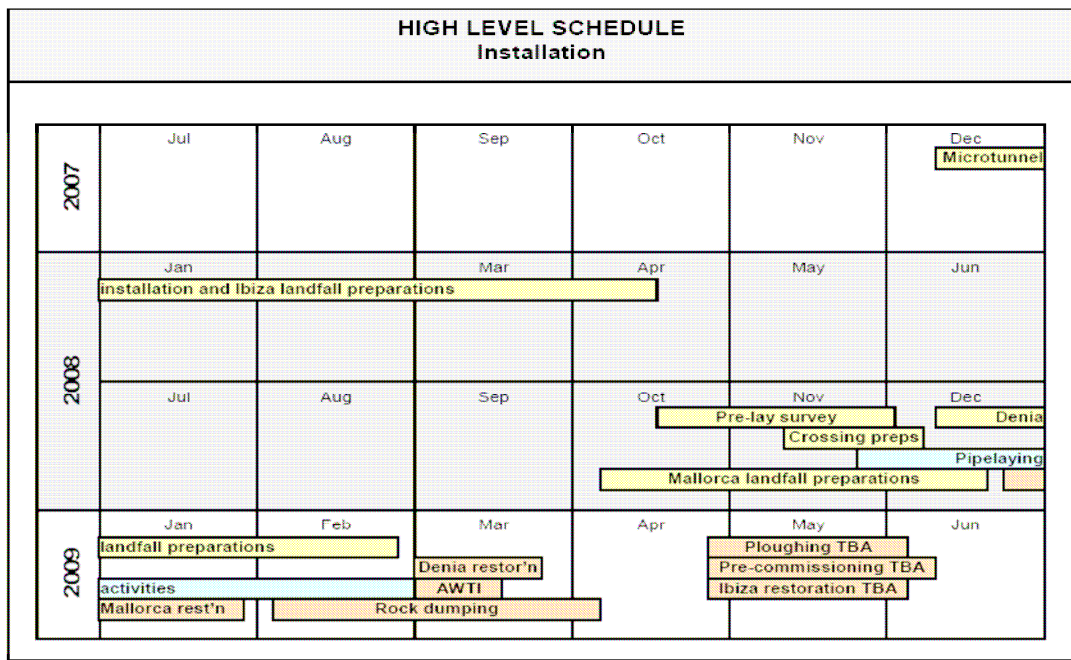 HIGH LEVEL SCHEDULE
Installation
2007
Jul Aug Sep Oct Nov Dec
Microtunnel
2008
Jan Mar Apr May Jun
installation and Ibiza landfall preparations
Jul Aug Sep Oct Nov Dec
Pre-lay survey Denia
Crossing preps
Pipelaying
Mallorca landfall preparations
2009
Jan Feb Mar Apr May Jun
landfall preparations Ploughing TBA
Denia restor'n Pre-commissioning TBA
activities AWTI Ibiza restoration TBA
Mallorca rest'n Rock dumping